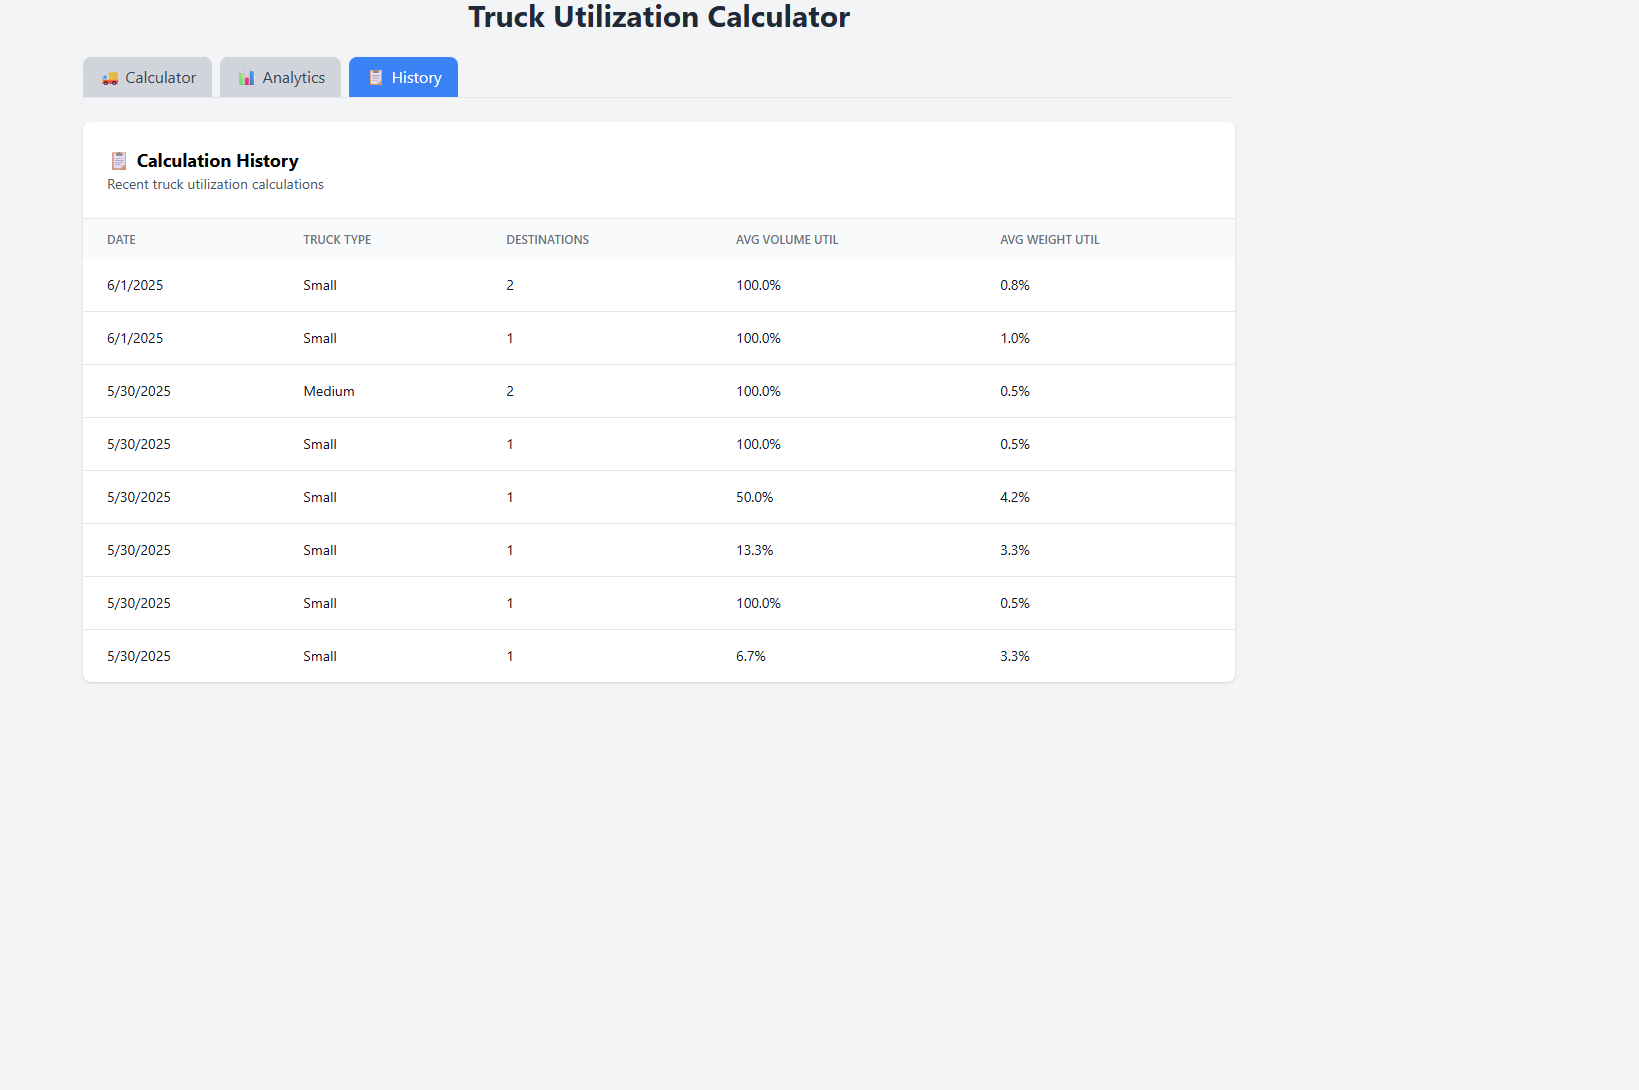 Truck Utilization Calculator
Calculator Analytics History
Calculation History
Recent truck utilization calculations
DATE TRUCK TYPE DESTINATIONS AVG VOLUME UTIL AVG WEIGHT UTIL
6/1/2025 Small 2 100.0% 0.8%
6/1/2025 Small 1 100.0% 1.0%
5/30/2025 Medium 2 100.0% 0.5%
5/30/2025 Small 1 100.0% 0.5%
5/30/2025 Small 1 50.0% 4.2%
5/30/2025 Small 1 13.3% 3.3%
5/30/2025 Small 1 100.0% 0.5%
5/30/2025 Small 1 6.7% 3.3%